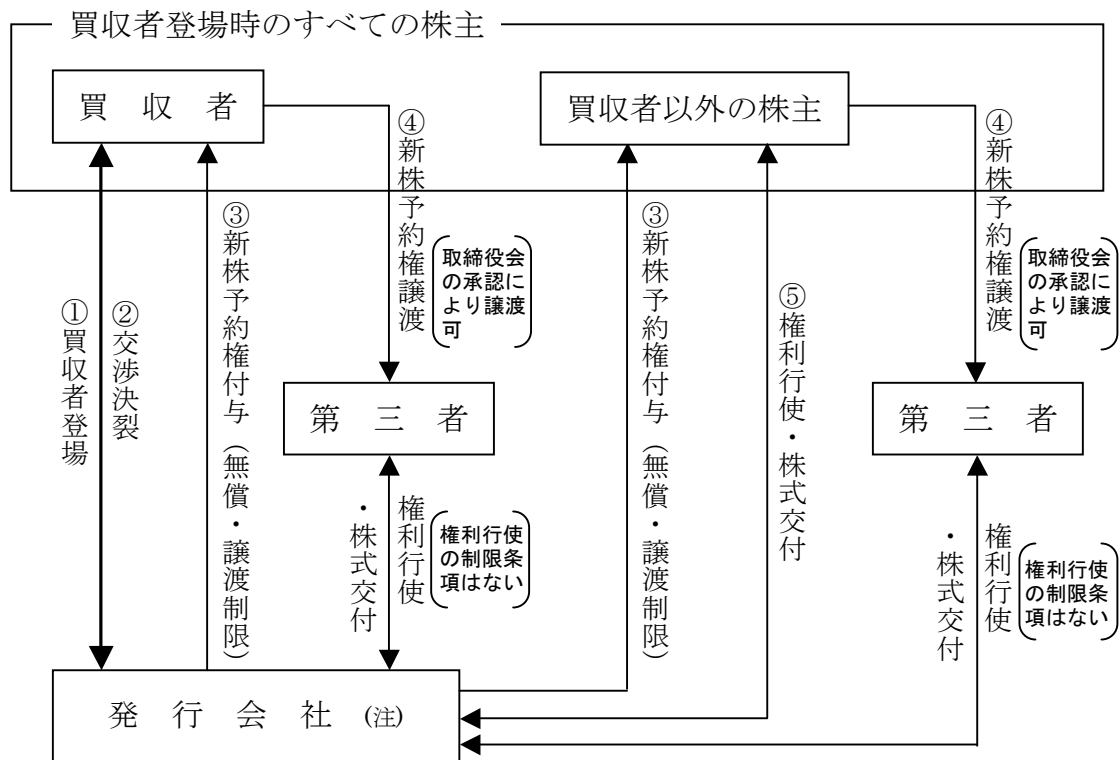 買収者登場時のすべての株主
買収者
買収者以外の株主
④新株予約権譲渡
取締役会
の承認に
より譲渡
可
④新株予約権譲渡
取締役会
の承認に
より譲渡
可
①買収者登場
②交渉決裂
③新株予約権付与（無償・譲渡制限）
③新株予約権付与（無償・譲渡制限）
⑤権利行使・株式交付
第三者
第三者
権利行使
・株式交付
権利行使
の制限条
項はない
権利行使
・株式交付
権利行使
の制限条
項はない
発行会社 (注)